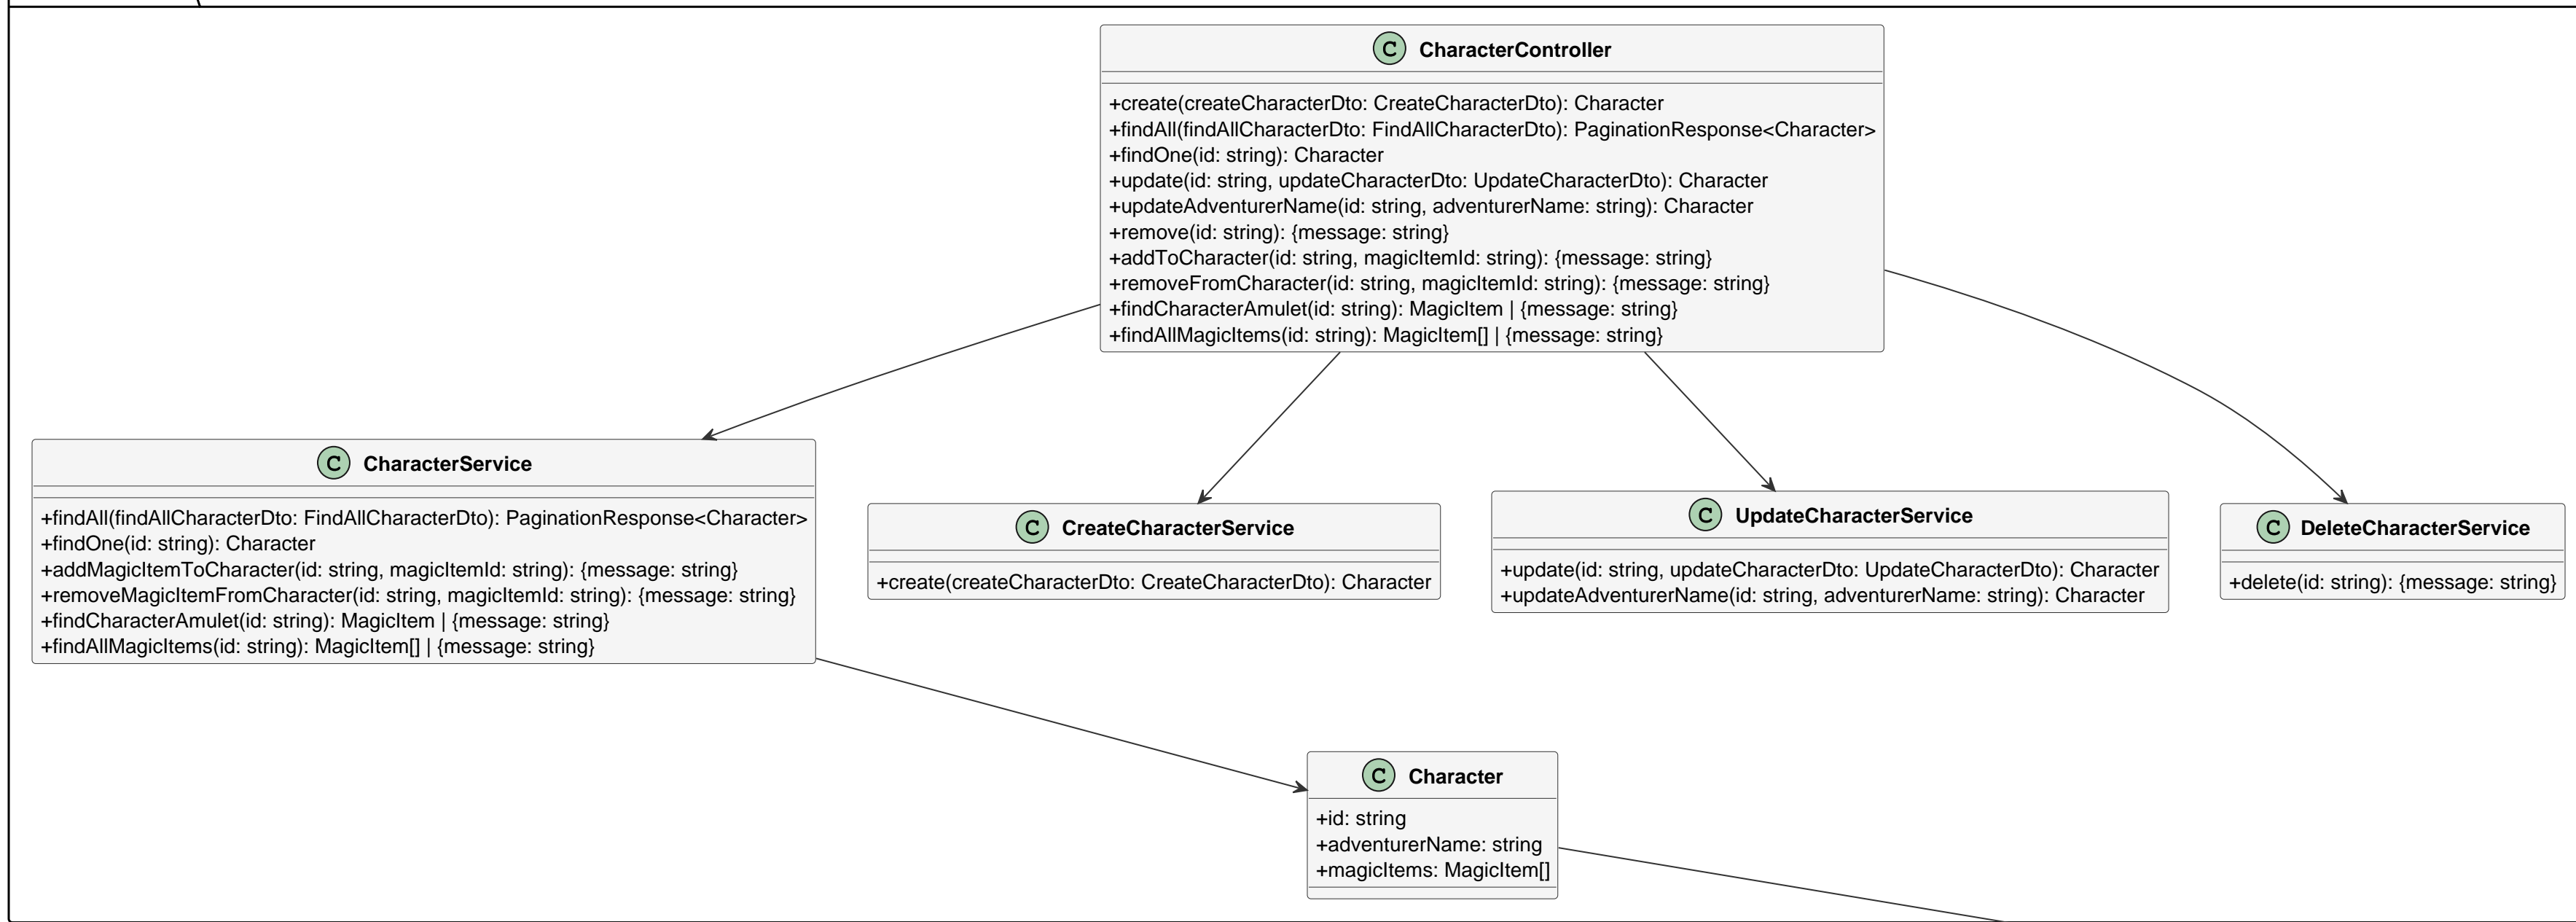 C CharacterController
+create(createCharacterDto: CreateCharacterDto): Character
+findAll(findAllCharacterDto: FindAllCharacterDto): PaginationResponse<Character>
+findOne(id: string): Character
+update(id: string, updateCharacterDto: UpdateCharacterDto): Character
+updateAdventurerName(id: string, adventurerName: string): Character
+remove(id: string): {message: string}
+addToCharacter(id: string, magicItemId: string): {message: string}
+removeFromCharacter(id: string, magicItemId: string): {message: string}
+findCharacterAmulet(id: string): MagicItem | {message: string}
+findAllMagicItems(id: string): MagicItem[] | {message: string}
C CharacterService
+findAll(findAllCharacterDto: FindAllCharacterDto): PaginationResponse<Character>
+findOne(id: string): Character
+addMagicItemToCharacter(id: string, magicItemId: string): {message: string}
+removeMagicItemFromCharacter(id: string, magicItemId: string): {message: string}
+findCharacterAmulet(id: string): MagicItem | {message: string}
+findAllMagicItems(id: string): MagicItem[] | {message: string}
C CreateCharacterService
+create(createCharacterDto: CreateCharacterDto): Character
C UpdateCharacterService
+update(id: string, updateCharacterDto: UpdateCharacterDto): Character
+updateAdventurerName(id: string, adventurerName: string): Character
C DeleteCharacterService
+delete(id: string): {message: string}
C Character
+id: string
+adventurerName: string
+magicItems: MagicItem[]